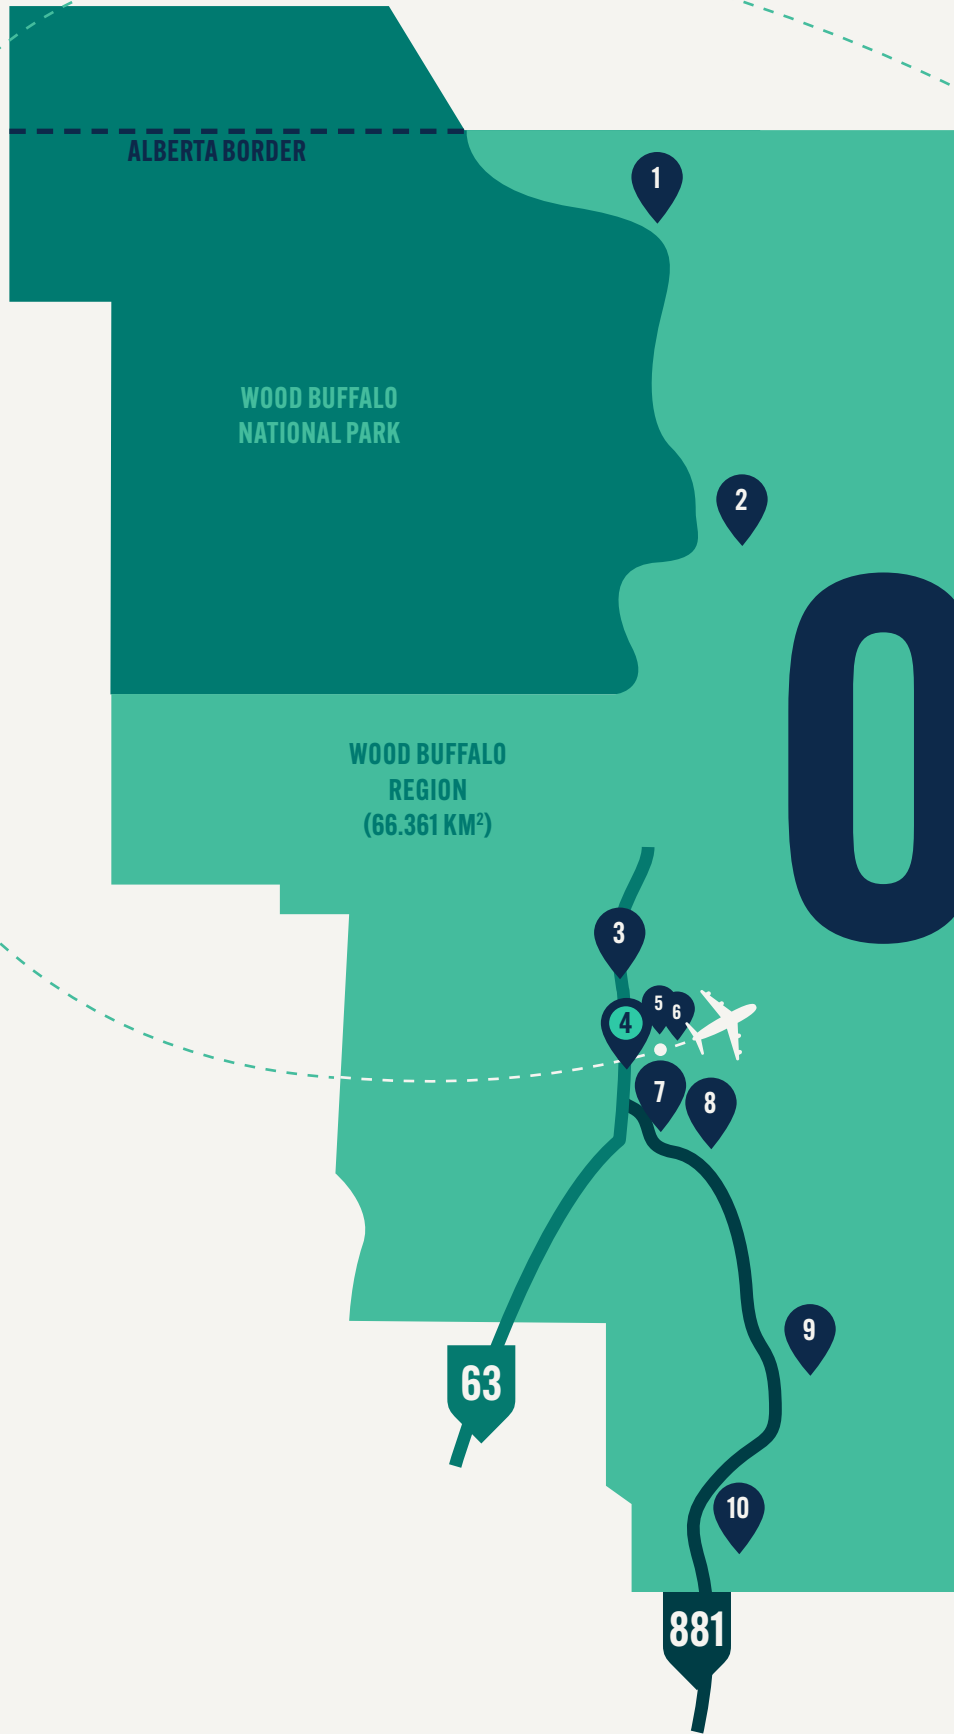 ALBERTA BORDER
1
WOOD BUFFALO
NATIONAL PARK
2
0
WOOD BUFFALO
REGION
(66.361 KM²)
3
5
6
4
7
8
9
63
10
881